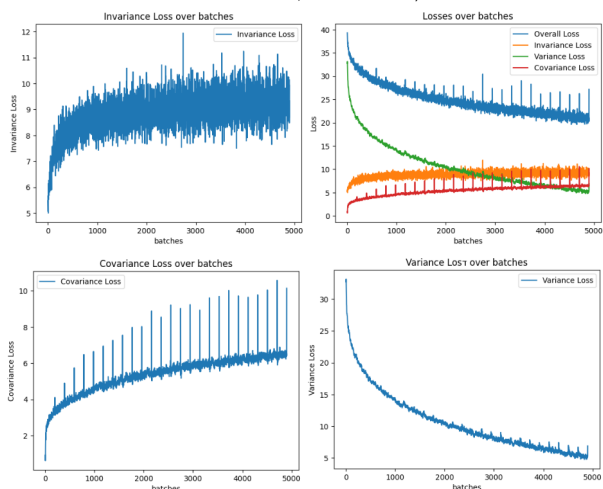 Invariance Loss over batches
Invariance Loss
12
11
10
9
8
7
6
5
Invariance Loss
0
1000
2000
3000
4000
5000
batches
Losses over batches
Overall Loss
Invariance Loss
Variance Loss
Covariance Loss
40
35
30
25
20
15
10
5
0
Loss
0
1000
2000
3000
4000
5000
batches
Covariance Loss over batches
Covariance Loss
10
8
6
4
2
Covariance Loss
0
1000
2000
3000
4000
5000
batches
over batches
Variance Loss
30
25
20
15
10
5
Variance Loss
0
1000
2000
3000
4000
5000
batches